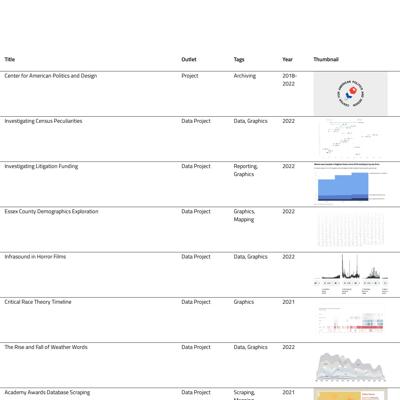 Title Outlet Tags Year Thumbnail
Center for American Politics and Design Project Archiving 2018-
2022
Investigating Census Peculiarities Data Project Data, Graphics 2022
Investigating Litigation Funding Data Project Reporting, 2022
Graphics
Essex County Demographics Exploration Data Project Graphics, 2022
Mapping
Infrasound in Horror Films Data Project Data, Graphics 2022
Critical Race Theory Timeline Data Project Graphics 2021
The Rise and Fall of Weather Words Data Project Data, Graphics 2022
Academy Awards Database Scraping Data Project Scraping, 2021